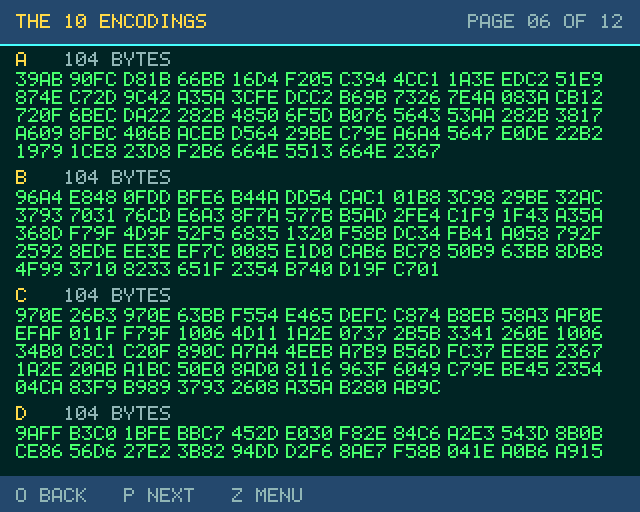 THE 10 ENCODINGS PAGE 06 OF 12
A 104 BYTES
39AB 90FC D81B 66BB 16D4 F205 C394 4CC1 1A3E EDC2 51E9
874E C72D 9C42 A35A 3CFE DCC2 B69B 7326 7E4A 083A CB12
720F 6BEC DA22 282B 4850 6F5D B076 5643 53AA 282B 3817
A609 8FBC 406B ACEB D564 29BE C79E A6A4 5647 E0DE 22B2
1979 1CE8 23D8 F2B6 664E 5513 664E 2367
B 104 BYTES
96A4 E848 0FDD BFE6 B44A DD54 CAC1 01B8 3C98 29BE 32AC
3793 7031 76CD E6A3 8F7A 577B B5AD 2FE4 C1F9 1F43 A35A
368D F79F 4D9F 52F5 6835 1320 F58B DC34 FB41 A058 792F
2592 8EDE EE3E EF7C 0085 E1D0 CAB6 BC78 50B9 63BB 8DB8
4F99 3710 8233 651F 2354 B740 D19F C701
C 104 BYTES
970E 26B3 970E 63BB F554 E465 DEFC C874 B8EB 58A3 AF0E
EFAF 011F F79F 1006 4D11 1A2E 0737 2B5B 3341 260E 1006
34B0 C8C1 C20F 890C A7A4 4EEB A7B9 B56D FC37 EE8E 2367
1A2E 20AB A1BC 50E0 8AD0 8116 963F 6049 C79E BE45 2354
04CA 83F9 B989 3793 2608 A35A B280 AB9C
D 104 BYTES
9AFF B3C0 1BFE BBC7 452D E030 F82E 84C6 A2E3 543D 8B0B
CE86 56D6 27E2 3B82 94DD D2F6 8AE7 F58B 041E A0B6 A915
O BACK P NEXT Z MENU